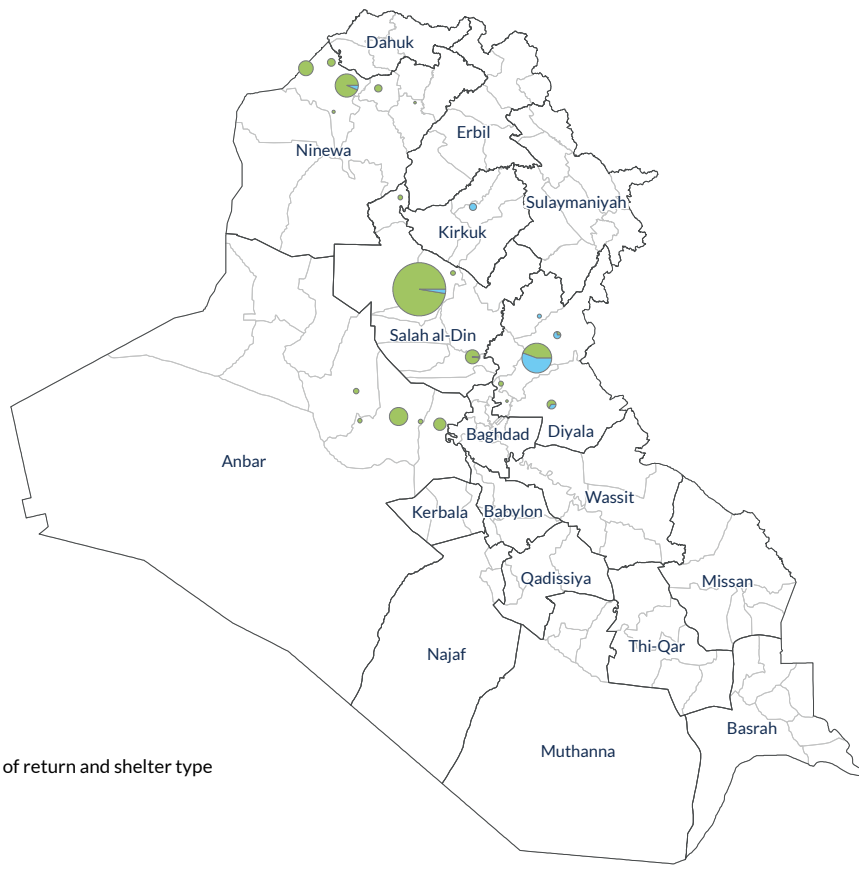 Dahuk
Erbil
Ninewa
Sulaymaniyah
Kirkuk
Salah al-Din
Baghdad
Diyala
Anbar
Wassit
Kerbala
Babylon
Qadissiya
Missan
Najaf
Thi-Qar
Basrah
Muthanna
of return and shelter type